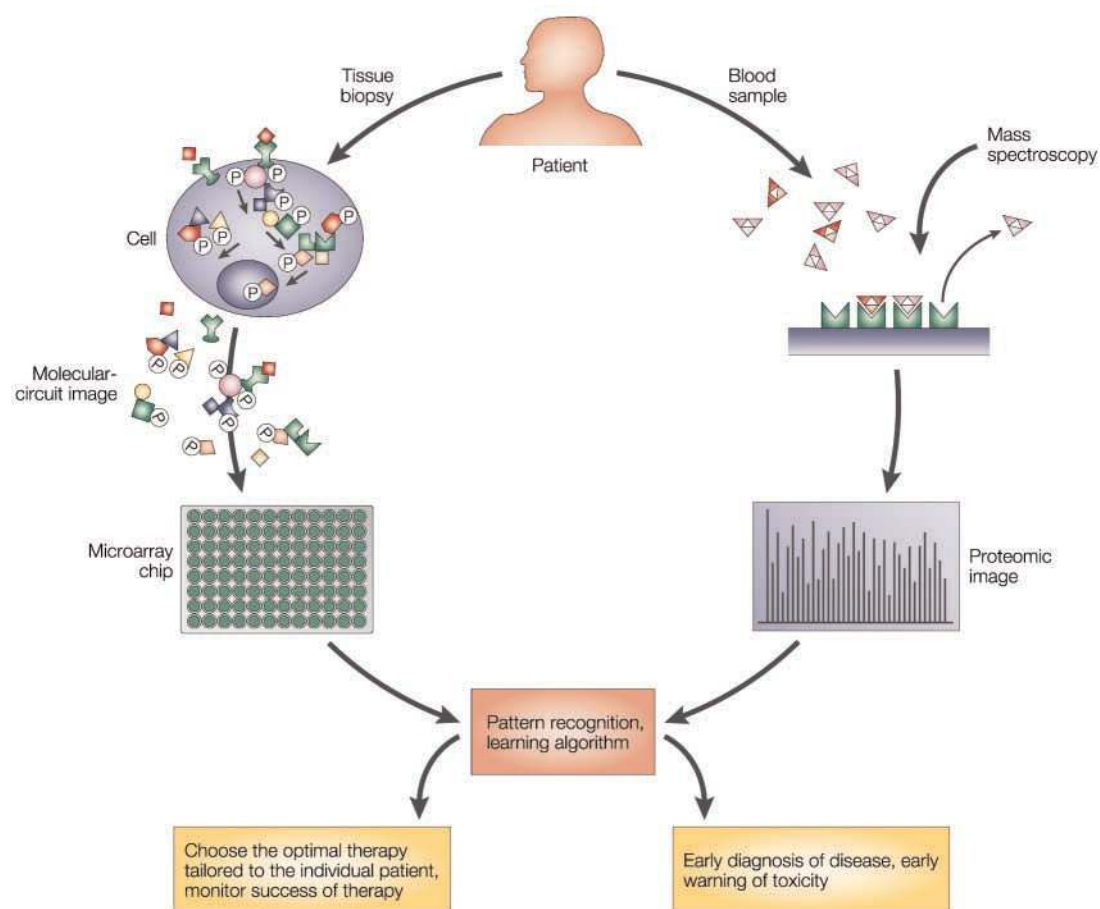 Tissue
biopsy
Blood
sample
Patient
Mass
spectroscopy
P
P
P
P
P
P
P
P
P
Cell
Molecular-
circuit image
P
P
P
P
P
P
P
Microarray
chip
Proteomic
image
Pattern recognition,
learning algorithm
Choose the optimal therapy
tailored to the individual patient,
monitor success of therapy
Early diagnosis of disease, early
warning of toxicity